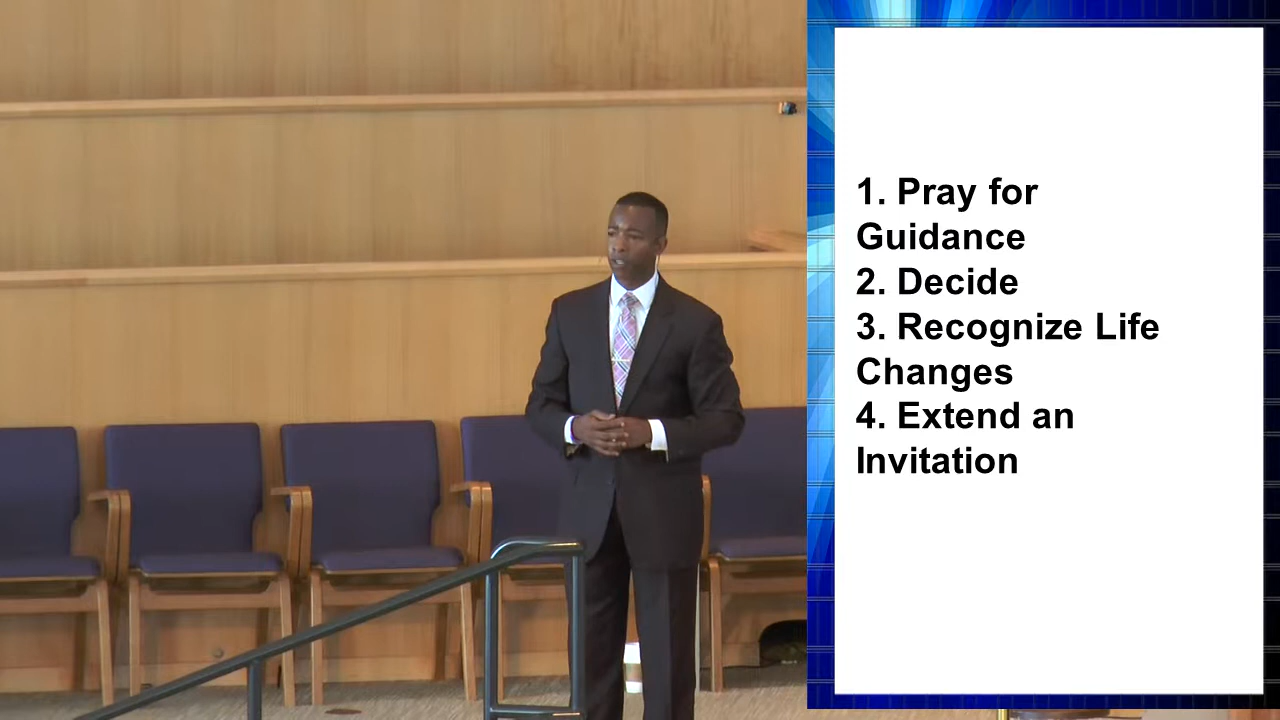 1. Pray for
Guidance
2. Decide
3. Recognize Life
Changes
4. Extend an
Invitation